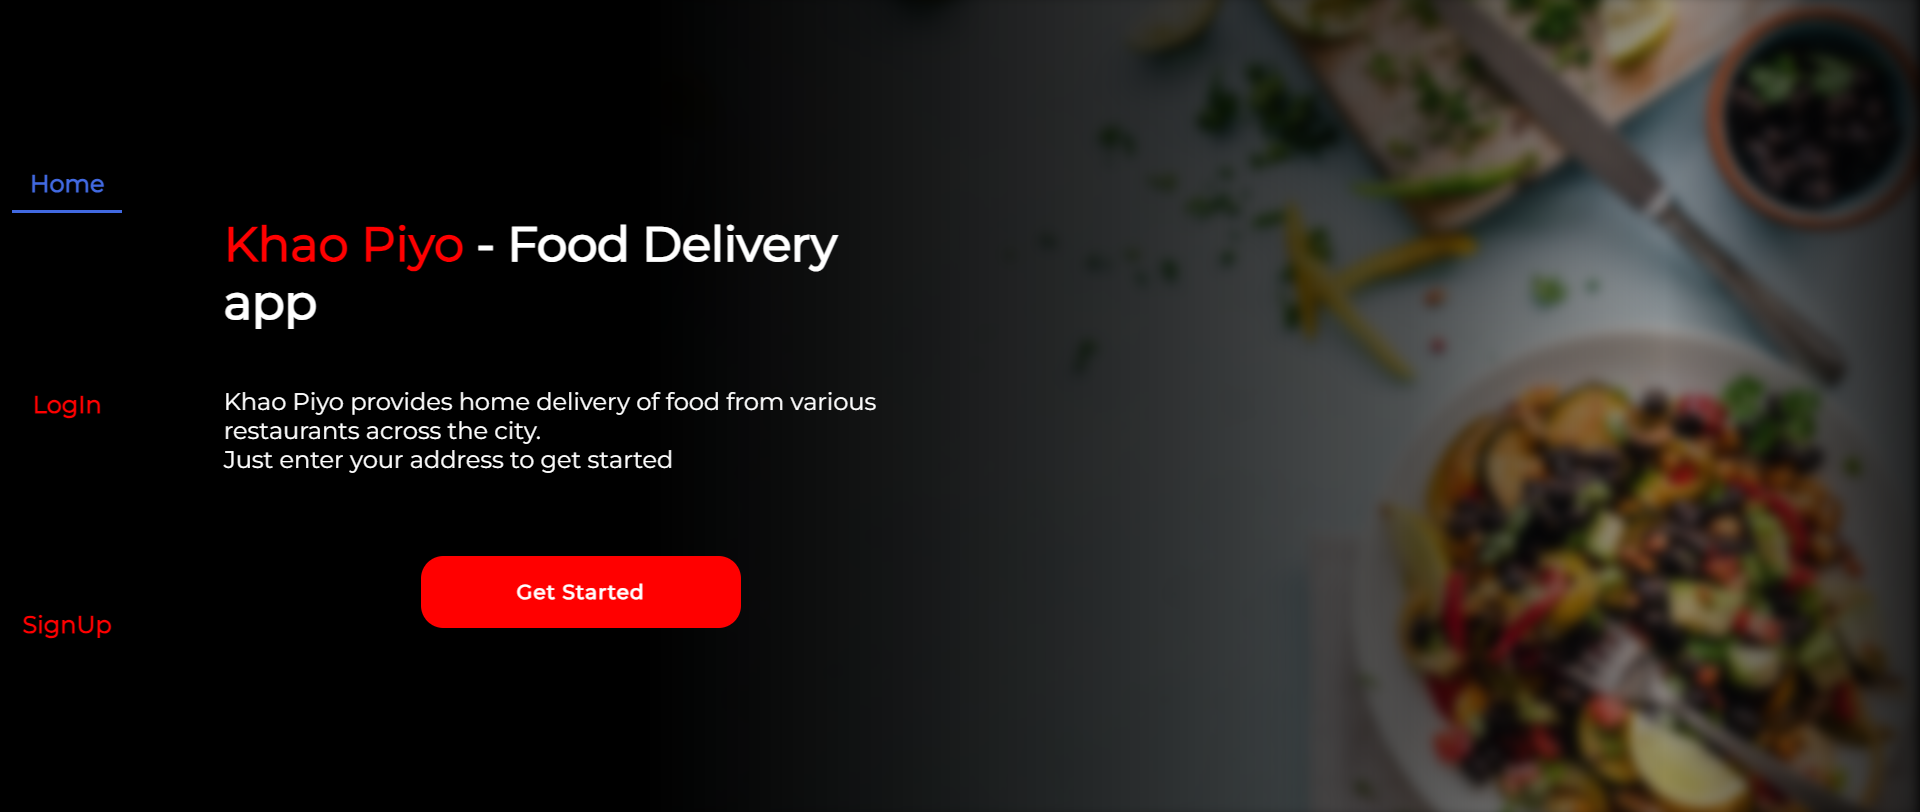 Home
Khao Piyo - Food Delivery
app
LogIn
Khao Piyo provides home delivery of food from various
restaurants across the city.
Just enter your address to get started
Get Started
SignUp